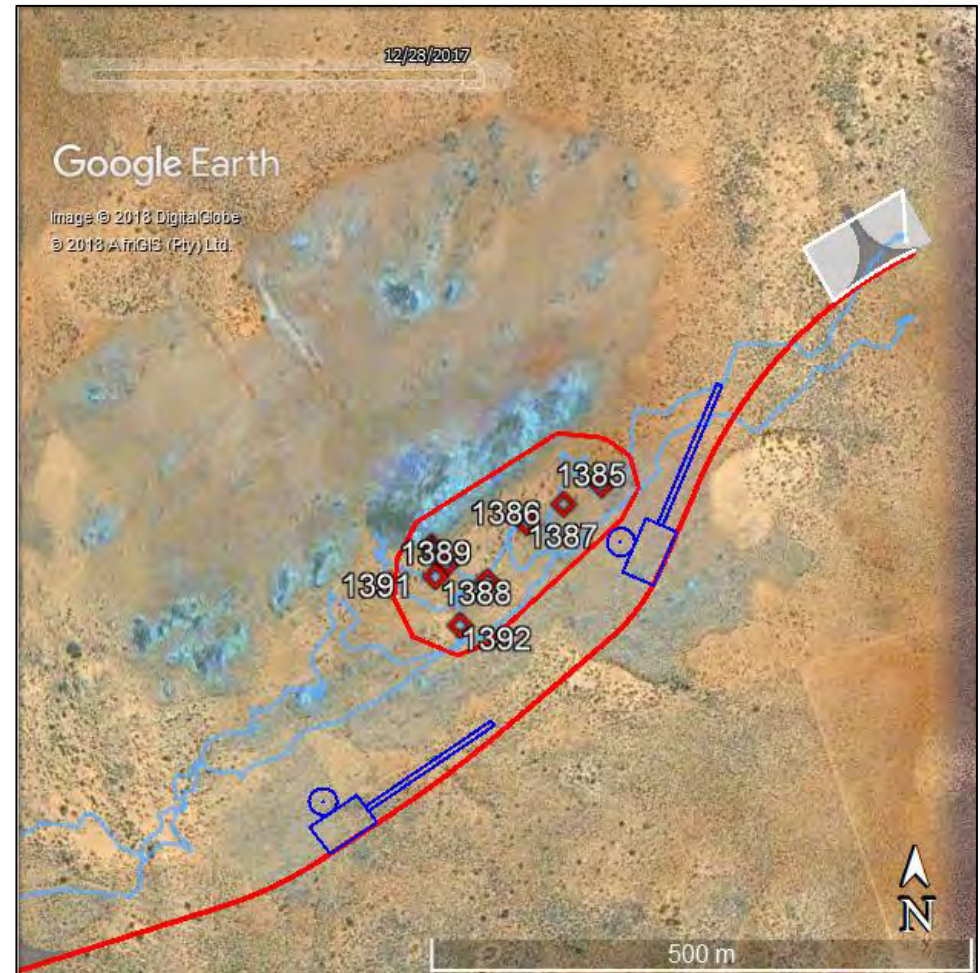 12/28/2017
Google Earth
Image © 2018 DigitalGlobe
© 2018 AfriGIS (Pty) Ltd.
1385
1386
1387
1389
1391
1388
1392
N
500 m